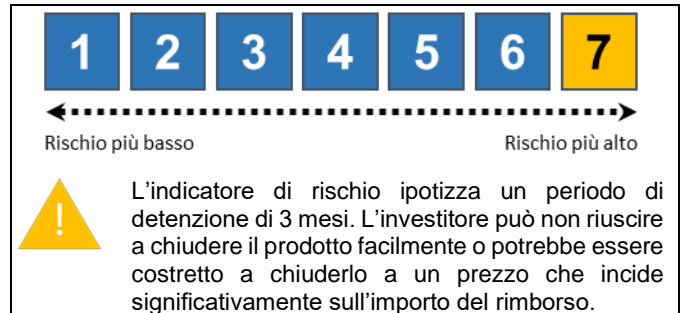 1 2 3 4 5 6 7
Rischio più basso Rischio più alto
!
L'indicatore di rischio ipotizza un periodo di
detenzione di 3 mesi. L'investitore può non riuscire
a chiudere il prodotto facilmente o potrebbe essere
costretto a chiuderlo a un prezzo che incide
significativamente sull'importo del rimborso.